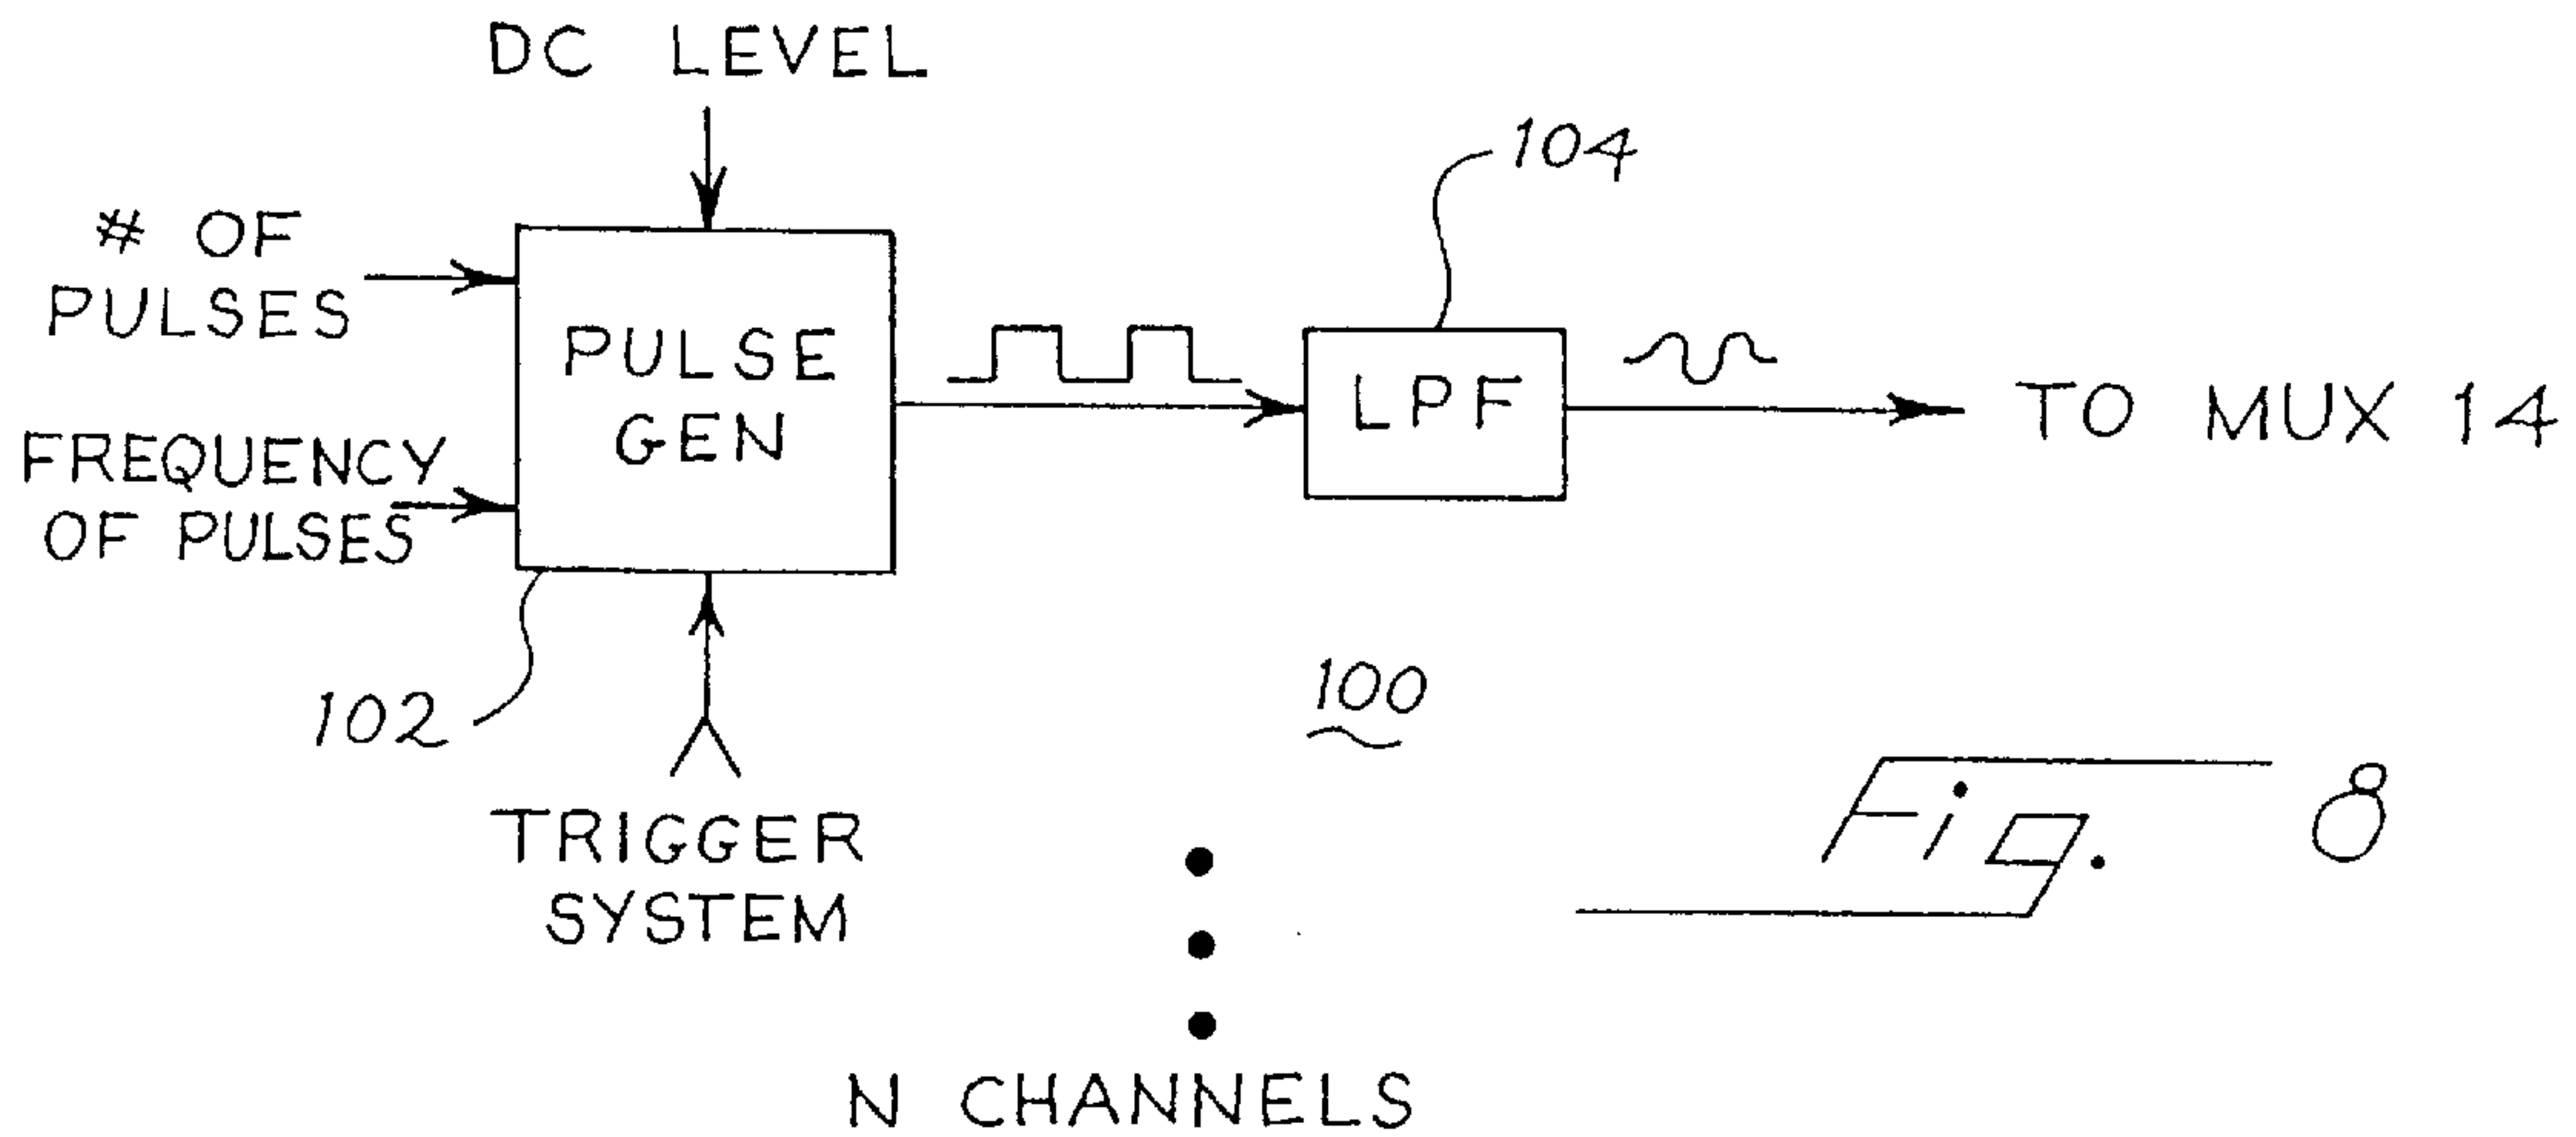 DC LEVEL
104
# OF
PULSES
PULSE
GEN
LPF
TO MUX 14
FREQUENCY
OF PULSES
102
100
TRIGGER
SYSTEM
Fig. 8
N CHANNELS